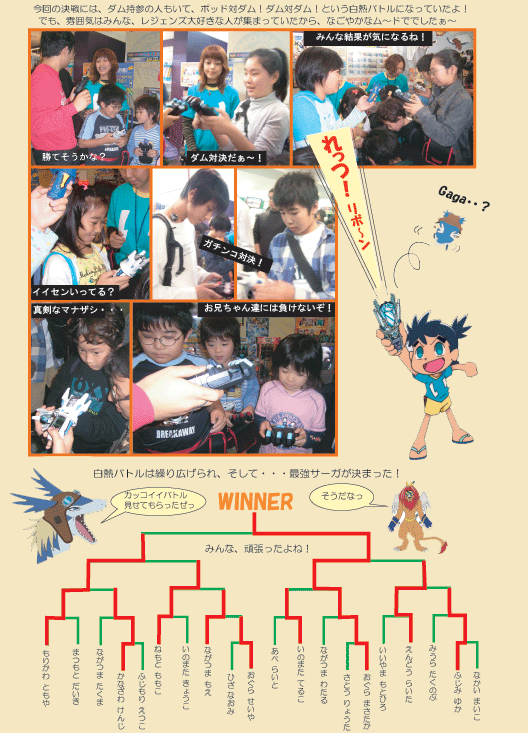 今回の決戦には、ダム持参の人もいて、ポッド対ダム！ダム対ダム！という白熱バトルになっていたよ！
でも、雰囲気はみんな、レジェンズ大好きな人が集まっていたから、なごやかなム～ドででしたぁ～
勝てそうかな？
ダム対決だぁ～！
みんな結果が気になるね！
れっつ！
リボ～ン
Gaga・・？
イイセンいってる？
ガチンコ対決！
真剣なマナザシ・・・
お兄ちゃん達には負けないぞ！
BREAKAWAY
白熱バトルは繰り広げられ、そして・・・最強サーガが決まった！
ガッコイイバトル
見せてもらったぜっ
WINNER
そうだなっ
みんな、頑張ったよね！
もりかわ ともや
まつもと だいき
ながつま たくま
かなざわ けんじ
ふじもり えつこ
ねもと ももこ
いのまた きょうこ
ながつま もえ
ひざ なおみ
おぐら せいや
あべ らいと
いのまた てるこ
ながつま わたる
さとう りょうた
おぐら まさたか
いいやま もとひろ
えんどう らいた
みうら たくのぶ
ふじみ ゆか
なかい まいこ